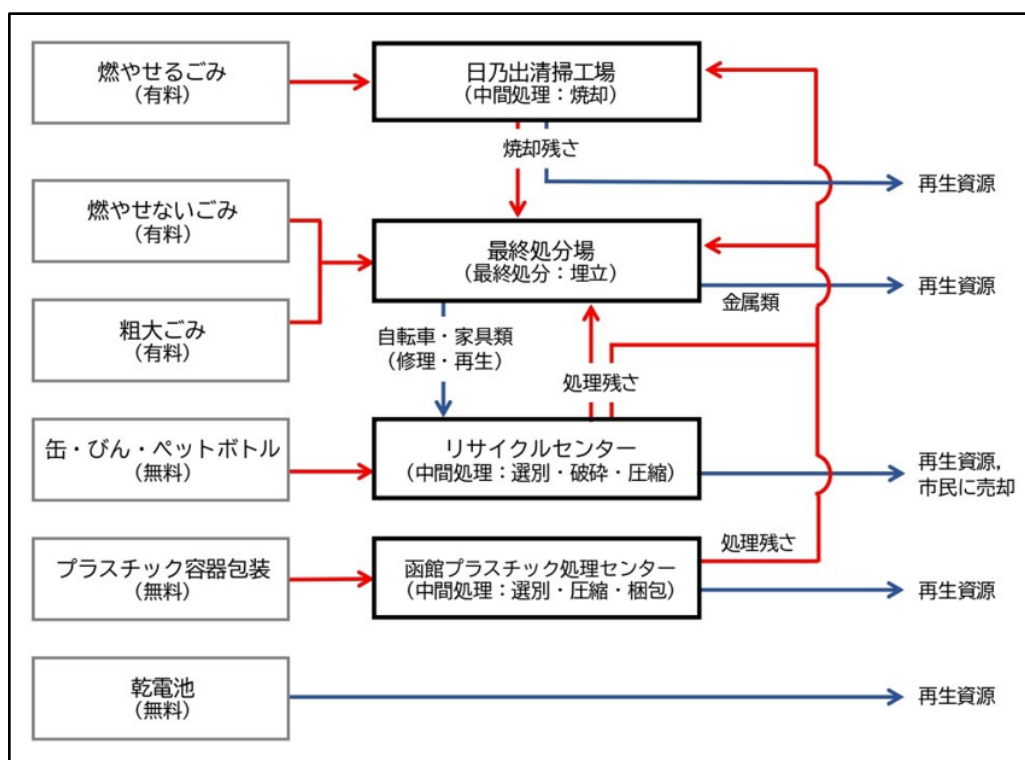 燃やせるごみ
(有料)
日乃出清掃工場
(中間処理：焼却)
焼却残さ
再生資源
燃やせないごみ
(有料)
最終処分場
(最終処分：埋立)
再生資源
金属類
粗大ごみ
(有料)
自転車・家具類
(修理・再生)
処理残さ
缶・びん・ペットボトル
(無料)
リサイクルセンター
(中間処理：選別・破砕・圧縮)
再生資源,
市民に売却
処理残さ
プラスチック容器包装
(無料)
函館プラスチック処理センター
(中間処理：選別・圧縮・梱包)
再生資源
乾電池
(無料)
再生資源